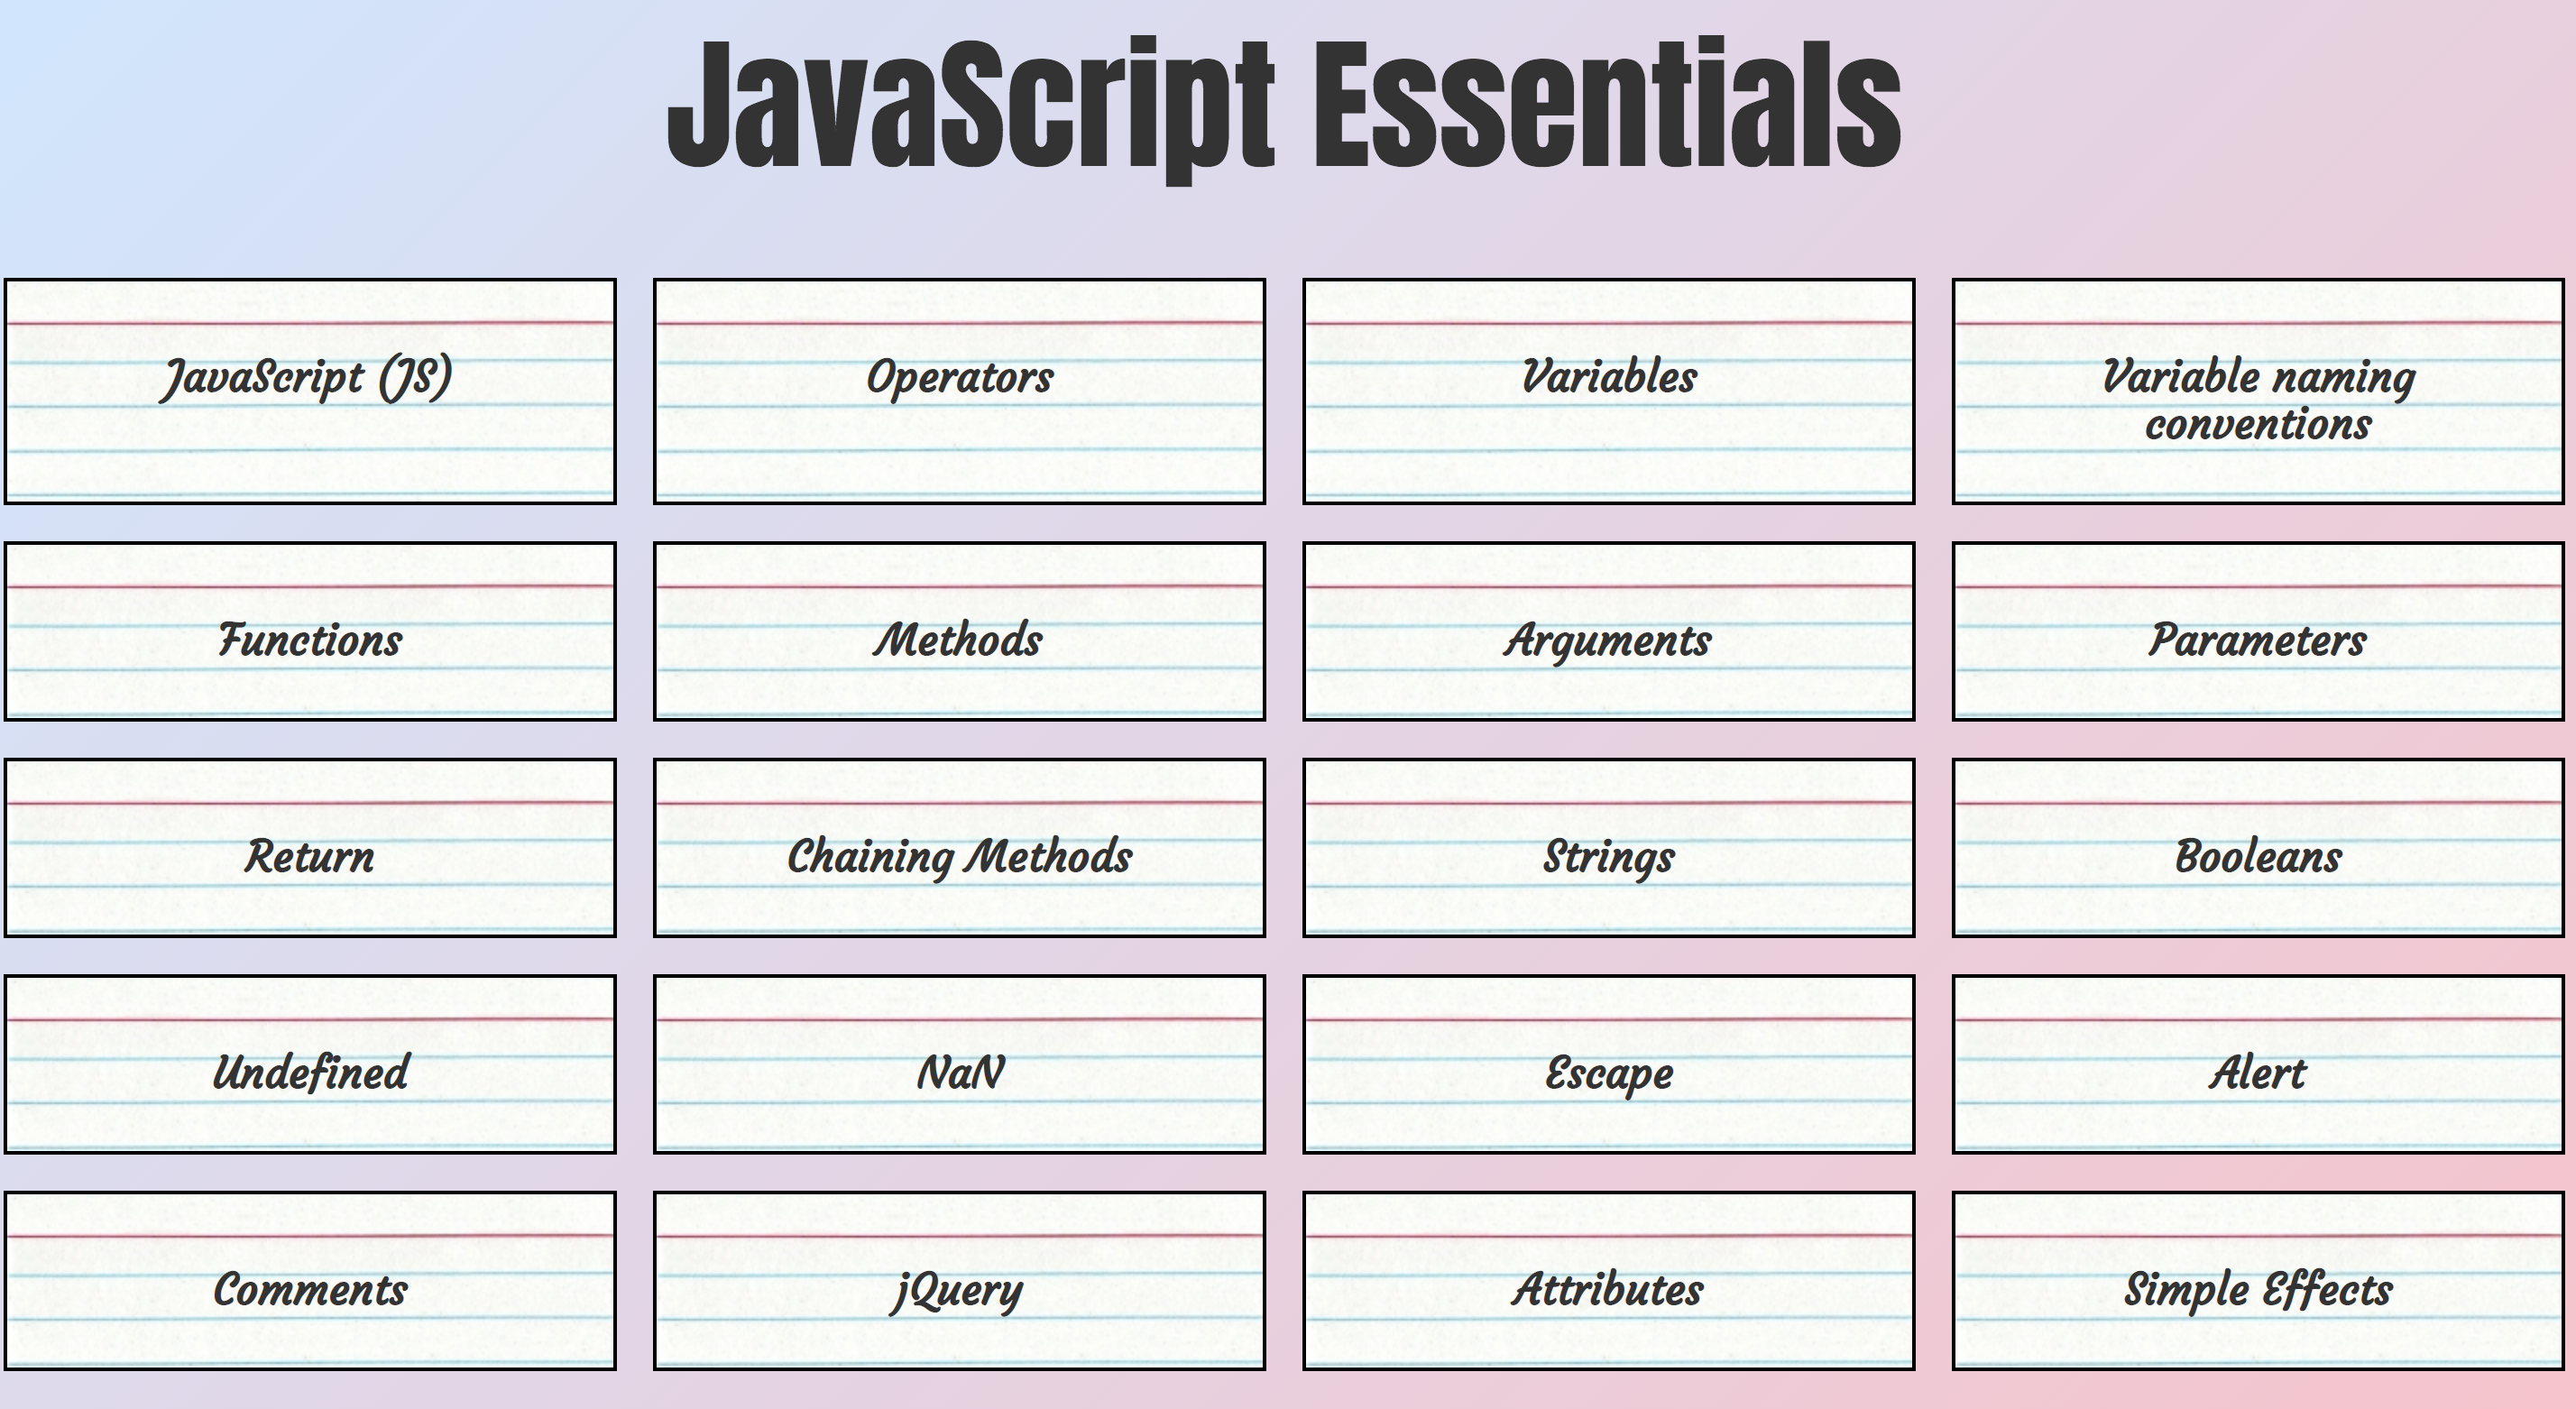 JavaScript Essentials
JavaScript (JS)
Operators
Variables
Variable naming
conventions
Functions
Methods
Arguments
Parameters
Return
Chaining Methods
Strings
Booleans
Undefined
NaN
Escape
Alert
Comments
jQuery
Attributes
Simple Effects